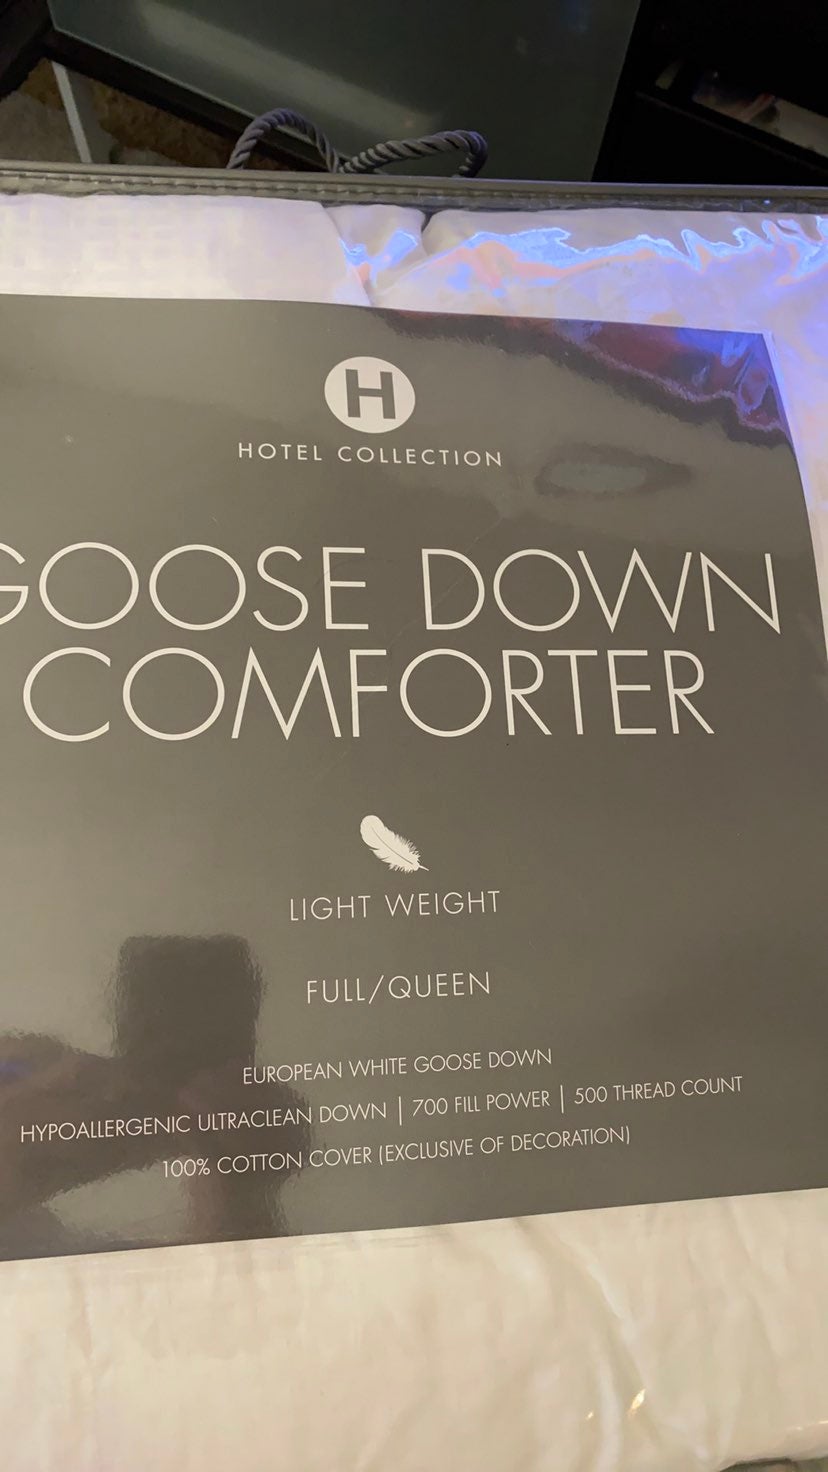 H
HOTEL COLLECTION
GOOSE DOWN
COMFORTER
LIGHT WEIGHT
FULL/QUEEN
EUROPEAN WHITE GOOSE DOWN
HYPOALLERGENIC ULTRACLEAN DOWN | 700 FILL POWER | 500 THREAD COUNT
100% COTTON COVER (EXCLUSIVE OF DECORATION)